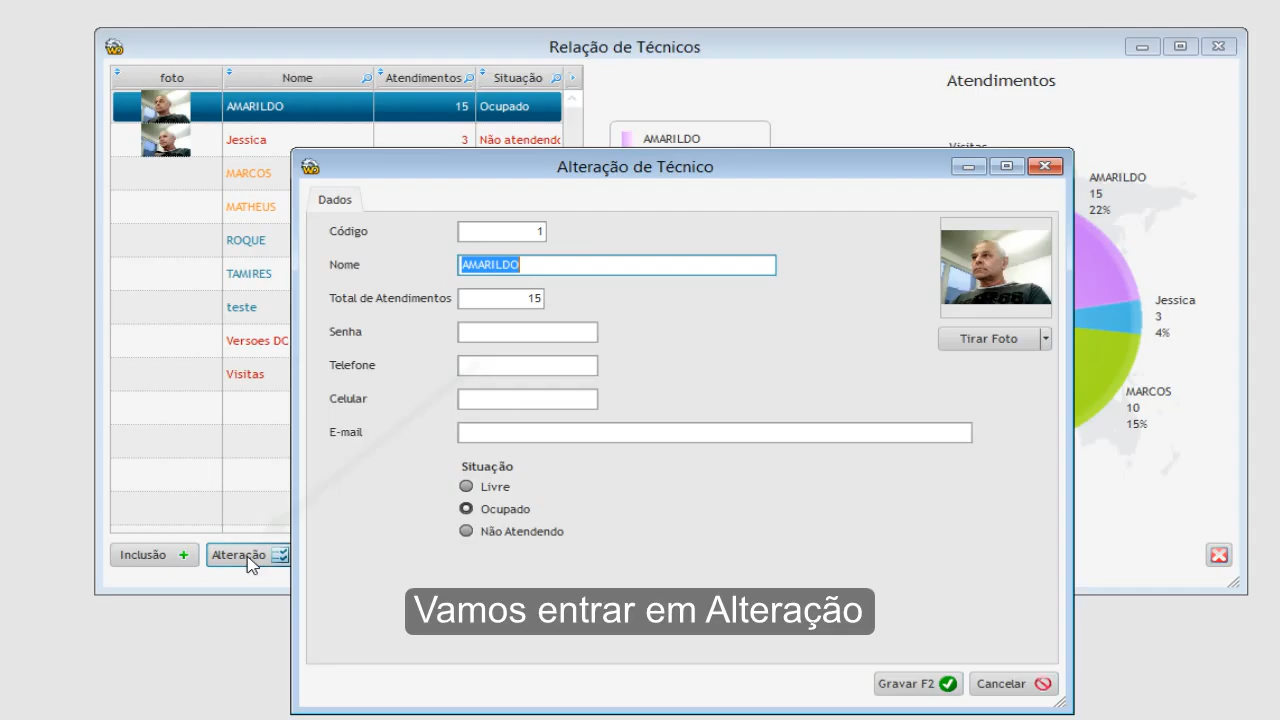 Relação de Técnicos
foto Nome Atendimentos Situação
AMARILDO 15 Ocupado
Jessica 3 Não atendendo
MARCOS
MATHEUS
ROQUE
TAMIRES
teste
Versoes DC
Visitas
Inclusão
Alteração
Atendimentos
AMARILDO
Visitas
AMARILDO
15
22%
Jessica
3
4%
MARCOS
10
15%
Alteração de Técnico
Dados
Código 1
Nome AMARILDO
Total de Atendimentos 15
Senha
Telefone
Celular
E-mail
Situação
Livre
Ocupado
Não Atendendo
Tirar Foto
Vamos entrar em Alteração
Gravar F2
Cancelar